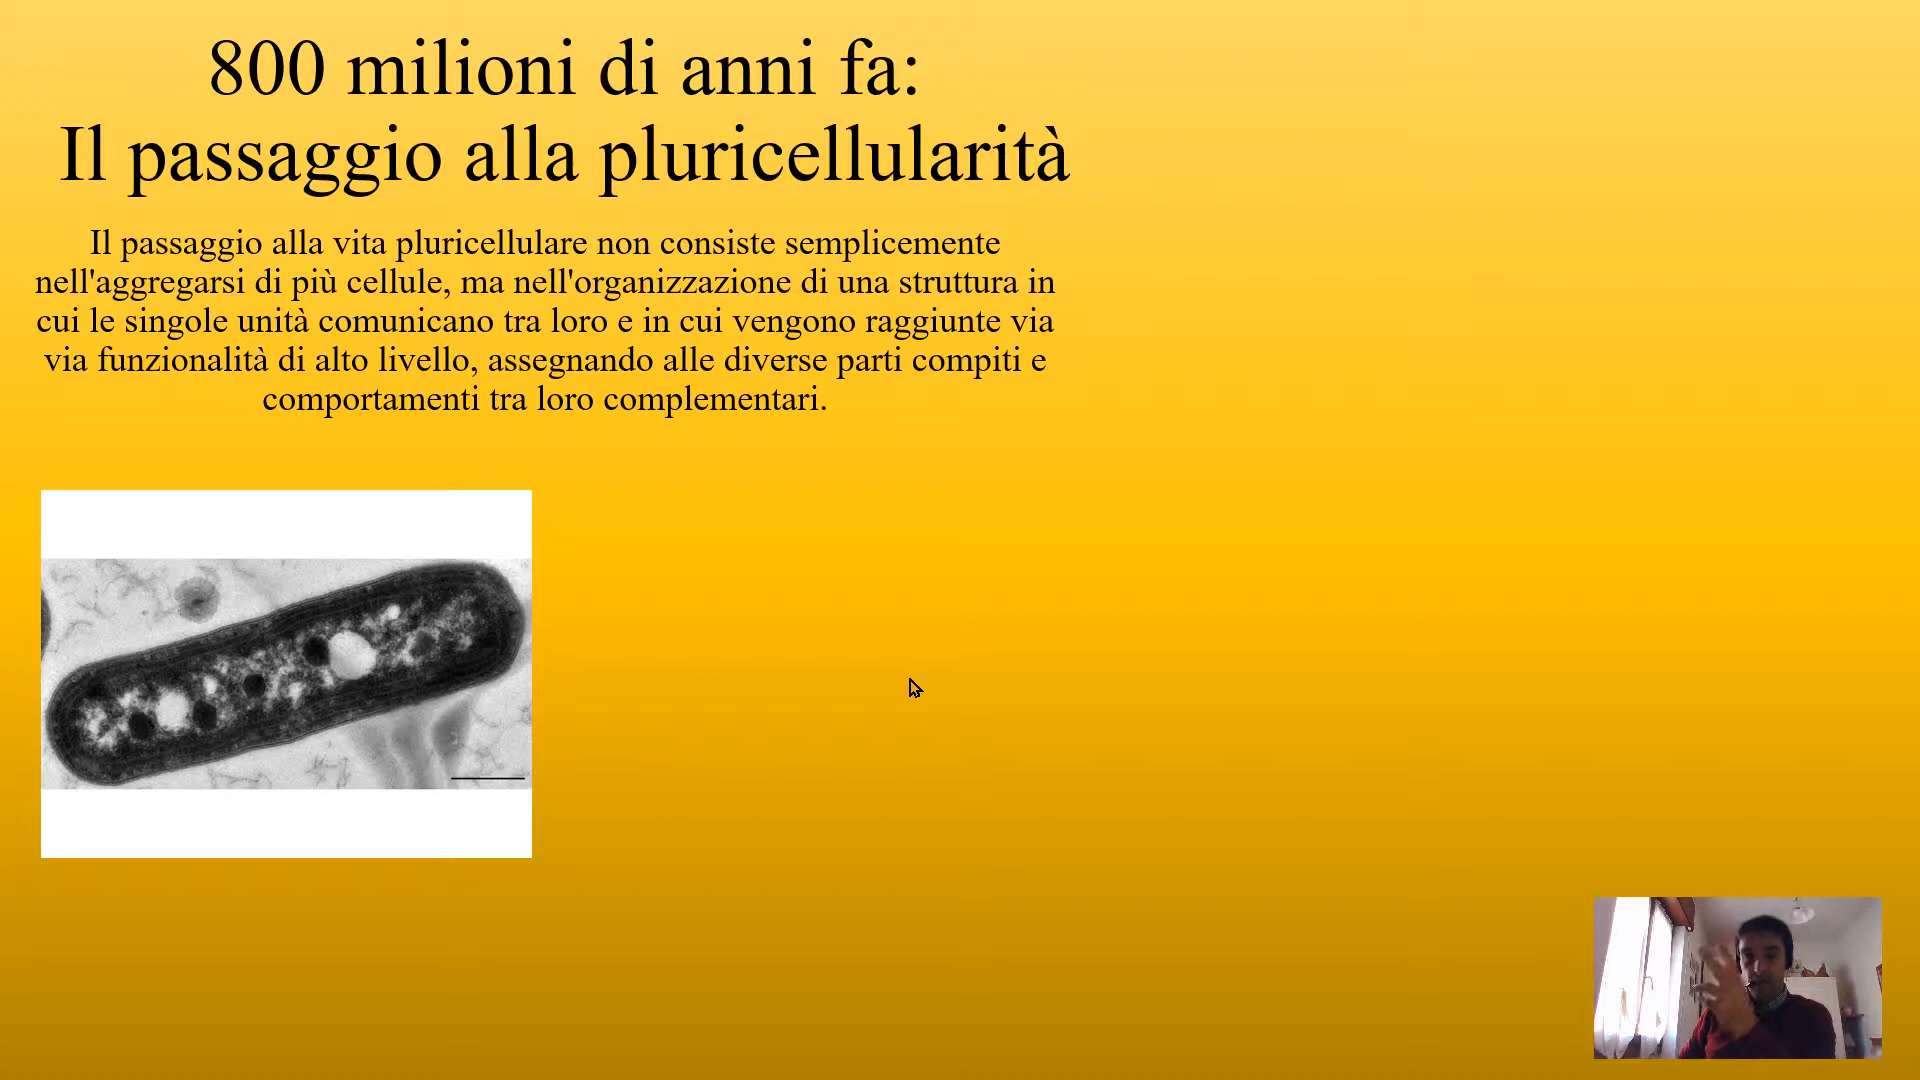 800 milioni di anni fa:
Il passaggio alla pluricellularità
Il passaggio alla vita pluricellulare non consiste semplicemente
nell'aggregarsi di più cellule, ma nell'organizzazione di una struttura in
cui le singole unità comunicano tra loro e in cui vengono raggiunte via
via funzionalità di alto livello, assegnando alle diverse parti compiti e
comportamenti tra loro complementari.